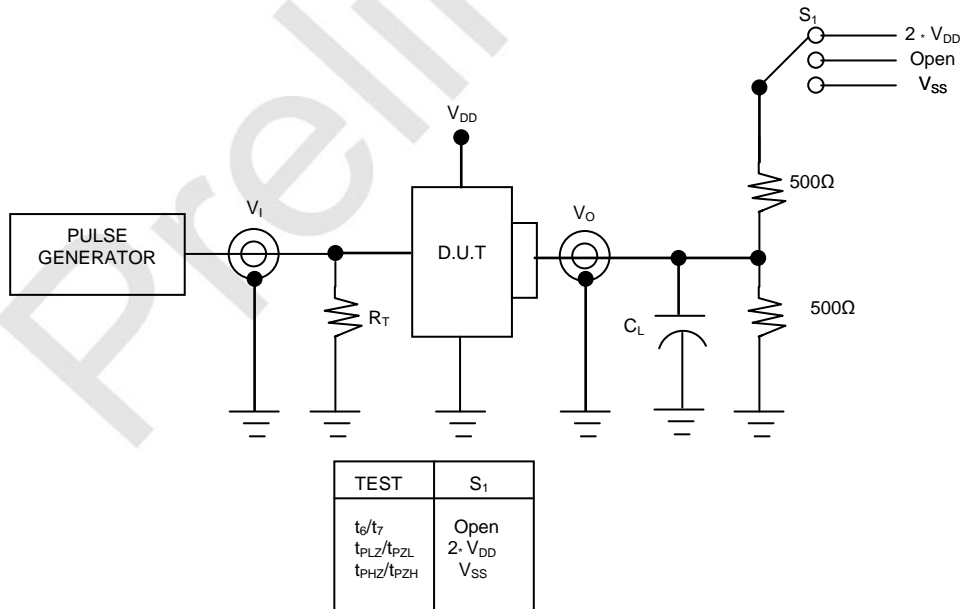 Preli
S1
2 * VDD
Open
VSS
VDD
500Ω
VI
VO
PULSE
GENERATOR
D.U.T
RT
CL
500Ω
TEST S1
t6/t7 Open
tPLZ/tPZL 2* VDD
tPHZ/tPZH VSS